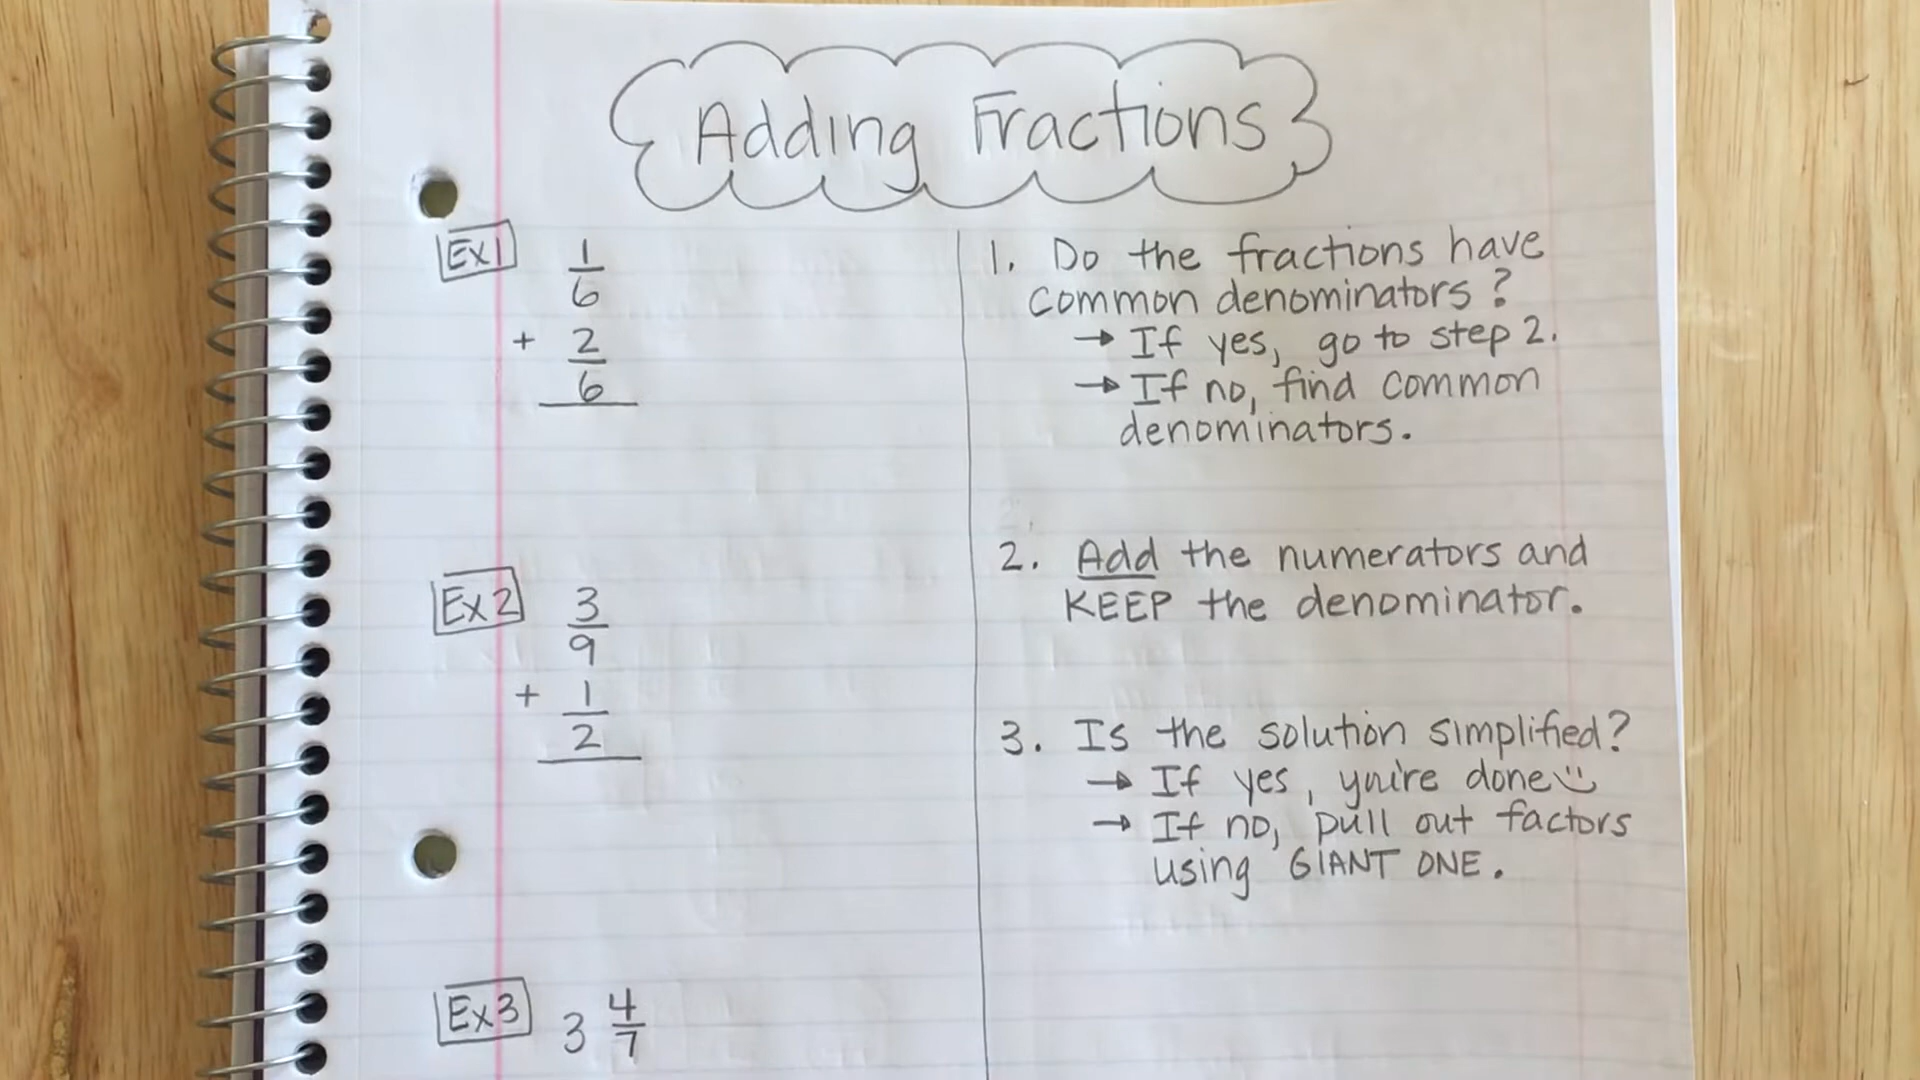 Adding Fractions
Ex1
1
6
+ 2
6
Ex2
3
9
+ 1
2
Ex3 3 4
7
1. Do the fractions have
common denominators?
→ If yes, go to step 2.
→ If no, find common
denominators.
2. Add the numerators and
KEEP the denominator.
3. Is the solution simplified?
→ If yes, you're done
→ If no, pull out factors
using GIANT ONE.